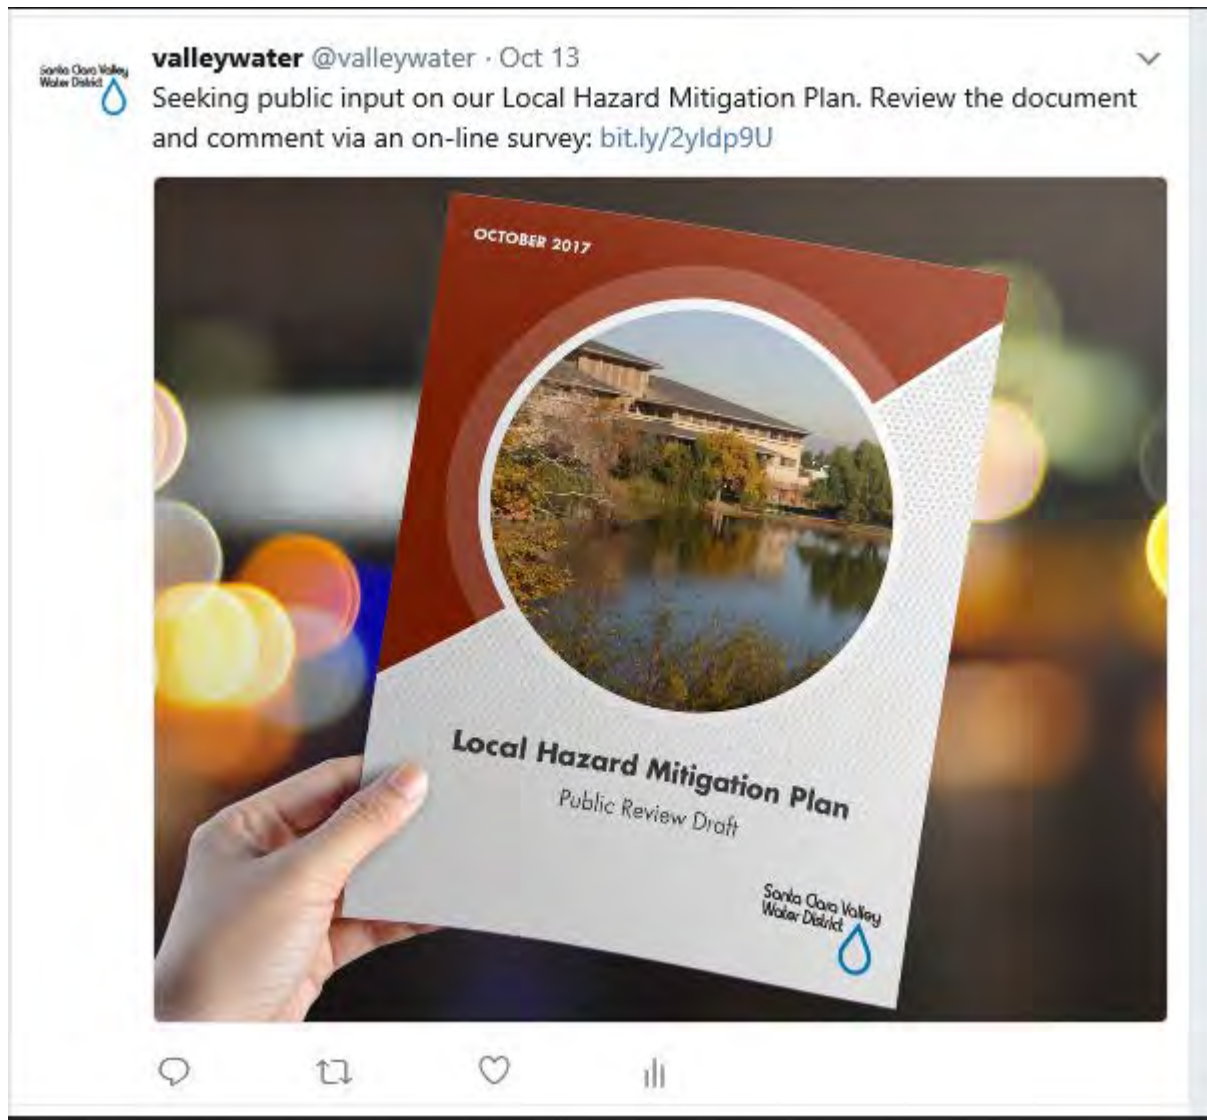 Santa Clara Valley
Water District
valleywater @valleywater · Oct 13
Seeking public input on our Local Hazard Mitigation Plan. Review the document
and comment via an on-line survey: bit.ly/2yIdp9U
OCTOBER 2017
Local Hazard Mitigation Plan
Public Review Draft
Santa Clara Valley
Water District